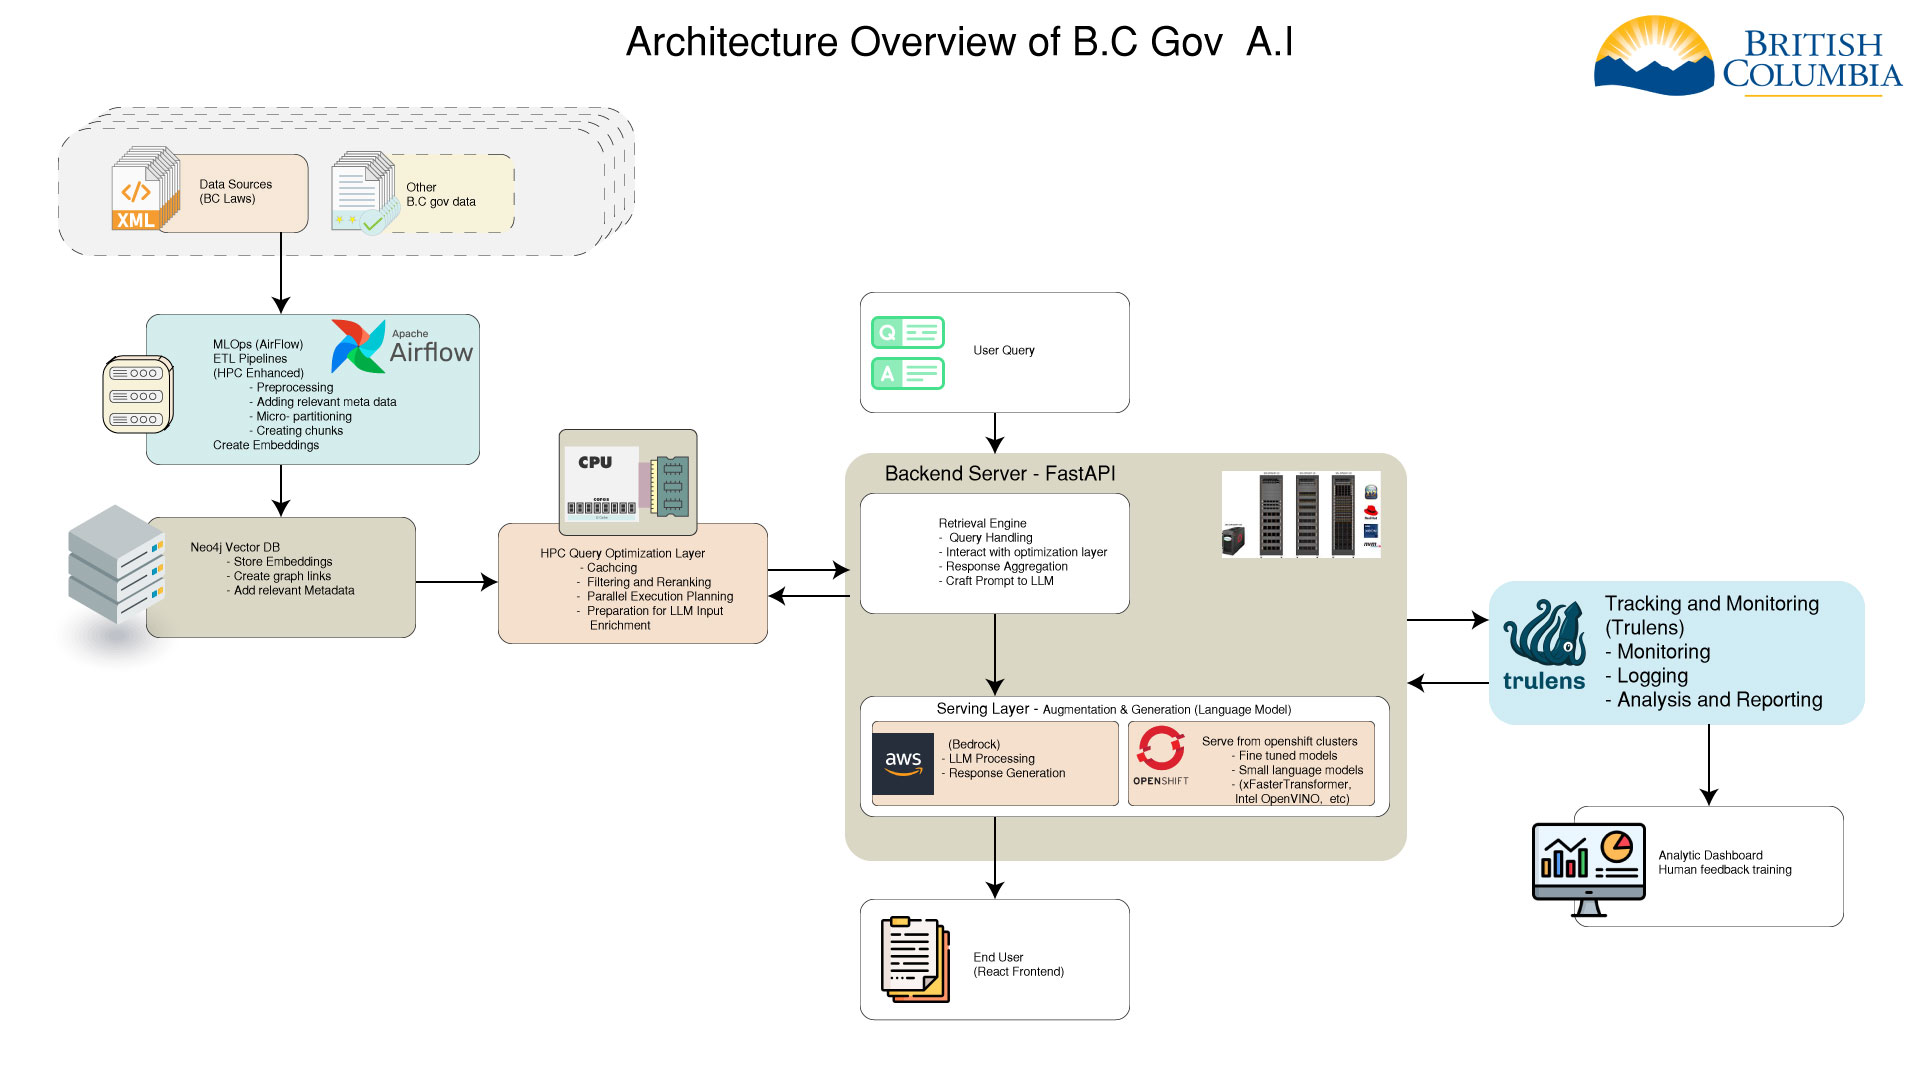 Architecture Overview of B.C Gov A.I
BRITISH
COLUMBIA
XML
Data Sources
(BC Laws)
Other
B.C gov data
MLOps (AirFlow)
ETL Pipelines
(HPC Enhanced)
- Preprocessing
- Adding relevant meta data
- Micro- partitioning
- Creating chunks
Create Embeddings
Apache
Airflow
Neo4j Vector DB
- Store Embeddings
- Create graph links
- Add relevant Metadata
CPU
cores
HPC Query Optimization Layer
- Cachcing
- Filtering and Reranking
- Parallel Execution Planning
- Preparation for LLM Input
Enrichment
Q
A
User Query
Backend Server - FastAPI
Retrieval Engine
- Query Handling
- Interact with optimization layer
- Response Aggregation
- Craft Prompt to LLM
Serving Layer - Augmentation & Generation (Language Model)
aws
(Bedrock)
- LLM Processing
- Response Generation
OPENSHIFT
Serve from openshift clusters
- Fine tuned models
- Small language models
- (xFasterTransformer,
Intel OpenVINO, etc)
End User
(React Frontend)
trulens
Tracking and Monitoring
(Trulens)
- Monitoring
- Logging
- Analysis and Reporting
Analytic Dashboard
Human feedback training